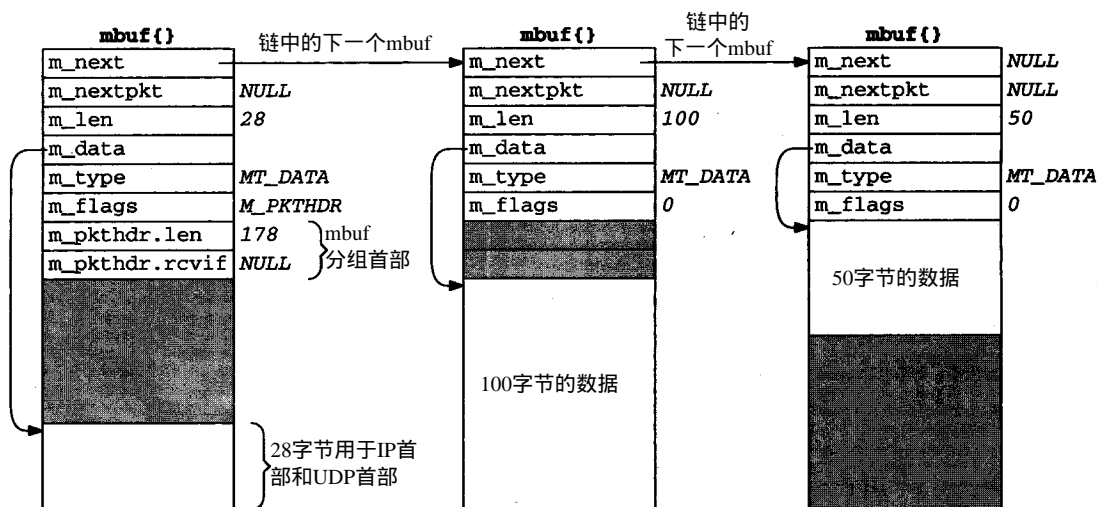 mbuf{}
m_next
m_nextpkt NULL
m_len 28
m_data
m_type MT_DATA
m_flags M_PKTHDR
m_pkthdr.len 178
m_pkthdr.rcvif NULL
mbuf
分组首部
28字节用于IP首
部和UDP首部
链中的下一个mbuf
mbuf{}
m_next
m_nextpkt NULL
m_len 100
m_data
m_type MT_DATA
m_flags 0
100字节的数据
链中的
下一个mbuf
mbuf{}
m_next NULL
m_nextpkt NULL
m_len 50
m_data
m_type MT_DATA
m_flags 0
50字节的数据